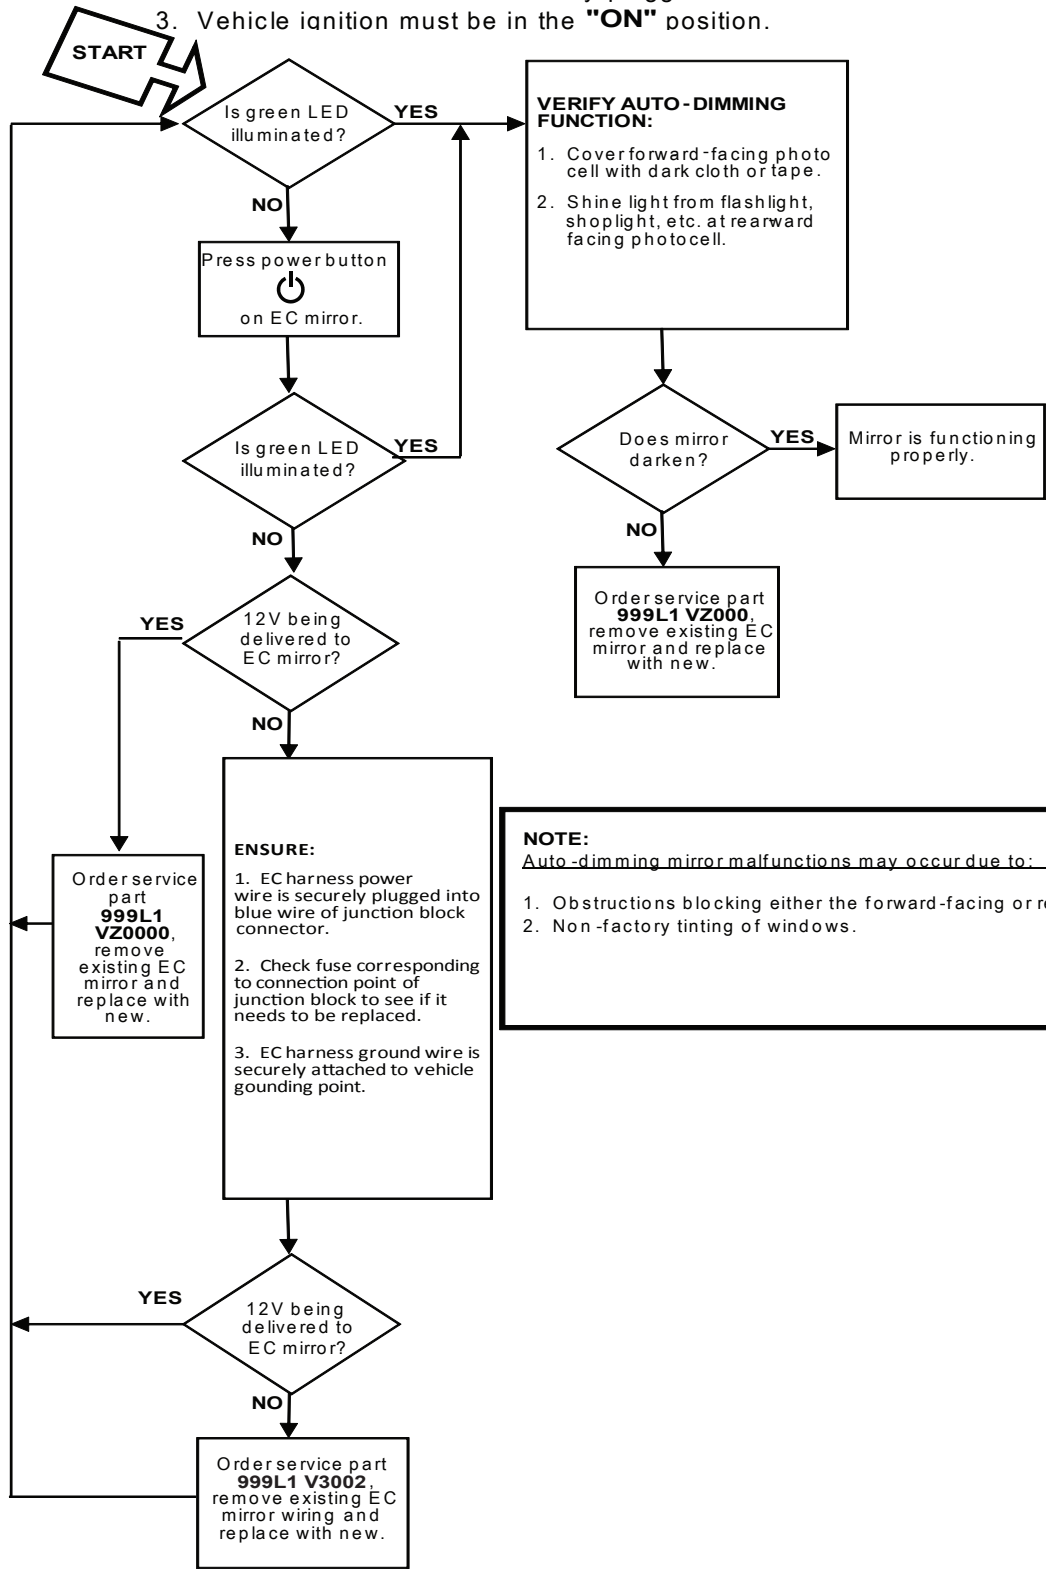 3. Vehicle ignition must be in the "ON" position.
START
Is green LED
illuminated?
YES
NO
Press power button
on EC mirror.
Is green LED
illuminated?
YES
NO
12V being
delivered to
EC mirror?
YES
NO
Order service
part
999L1
VZ0000,
remove
existing EC
mirror and
replace with
new.
ENSURE:
1. EC harness power
wire is securely plugged into
blue wire of junction block
connector.
2. Check fuse corresponding
to connection point of
junction block to see if it
needs to be replaced.
3. EC harness ground wire is
securely attached to vehicle
gounding point.
12V being
delivered to
EC mirror?
YES
NO
Order service part
999L1 V3002,
remove existing EC
mirror wiring and
replace with new.
VERIFY AUTO-DIMMING
FUNCTION:
1. Cover forward-facing photo
cell with dark cloth or tape.
2. Shine light from flashlight,
shoplight, etc. at rearward
facing photocell.
Does mirror
darken?
YES
Mirror is functioning
properly.
NO
Order service part
999L1 VZ000,
remove existing EC
mirror and replace
with new.
NOTE:
Auto-dimming mirror malfunctions may occur due to:
1. Obstructions blocking either the forward-facing or
2. Non-factory tinting of windows.